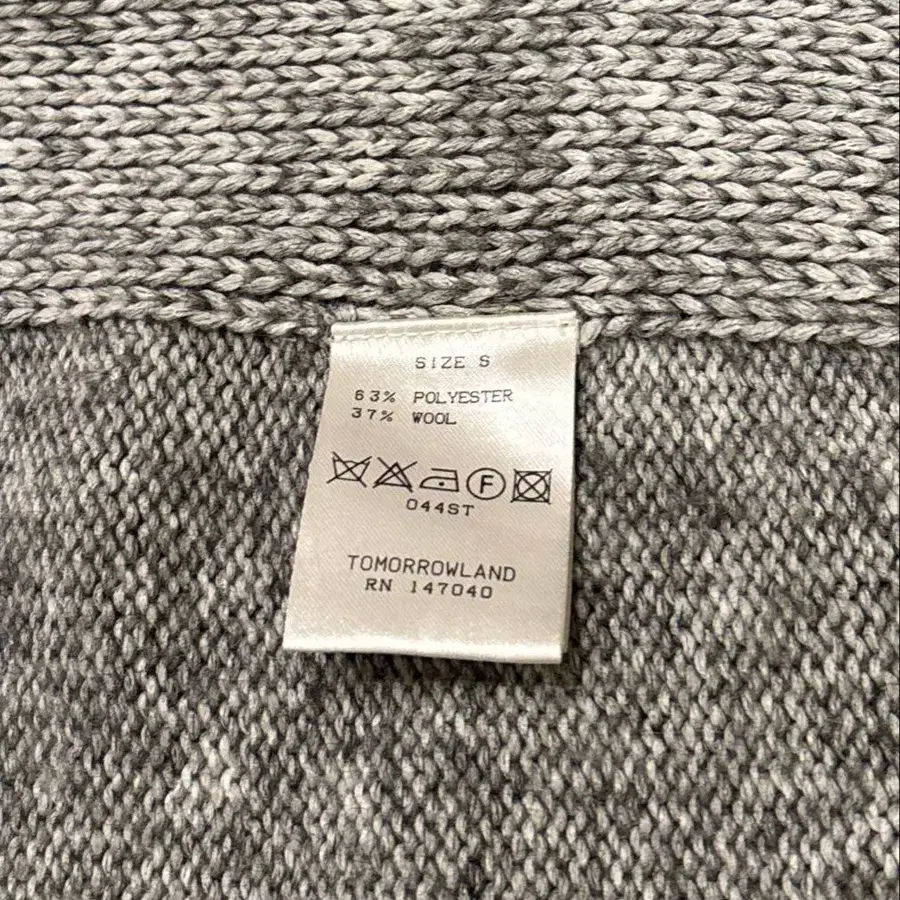 SIZE S
63% POLYESTER
37% WOOL
F
044ST
TOMORROWLAND
RN 147040